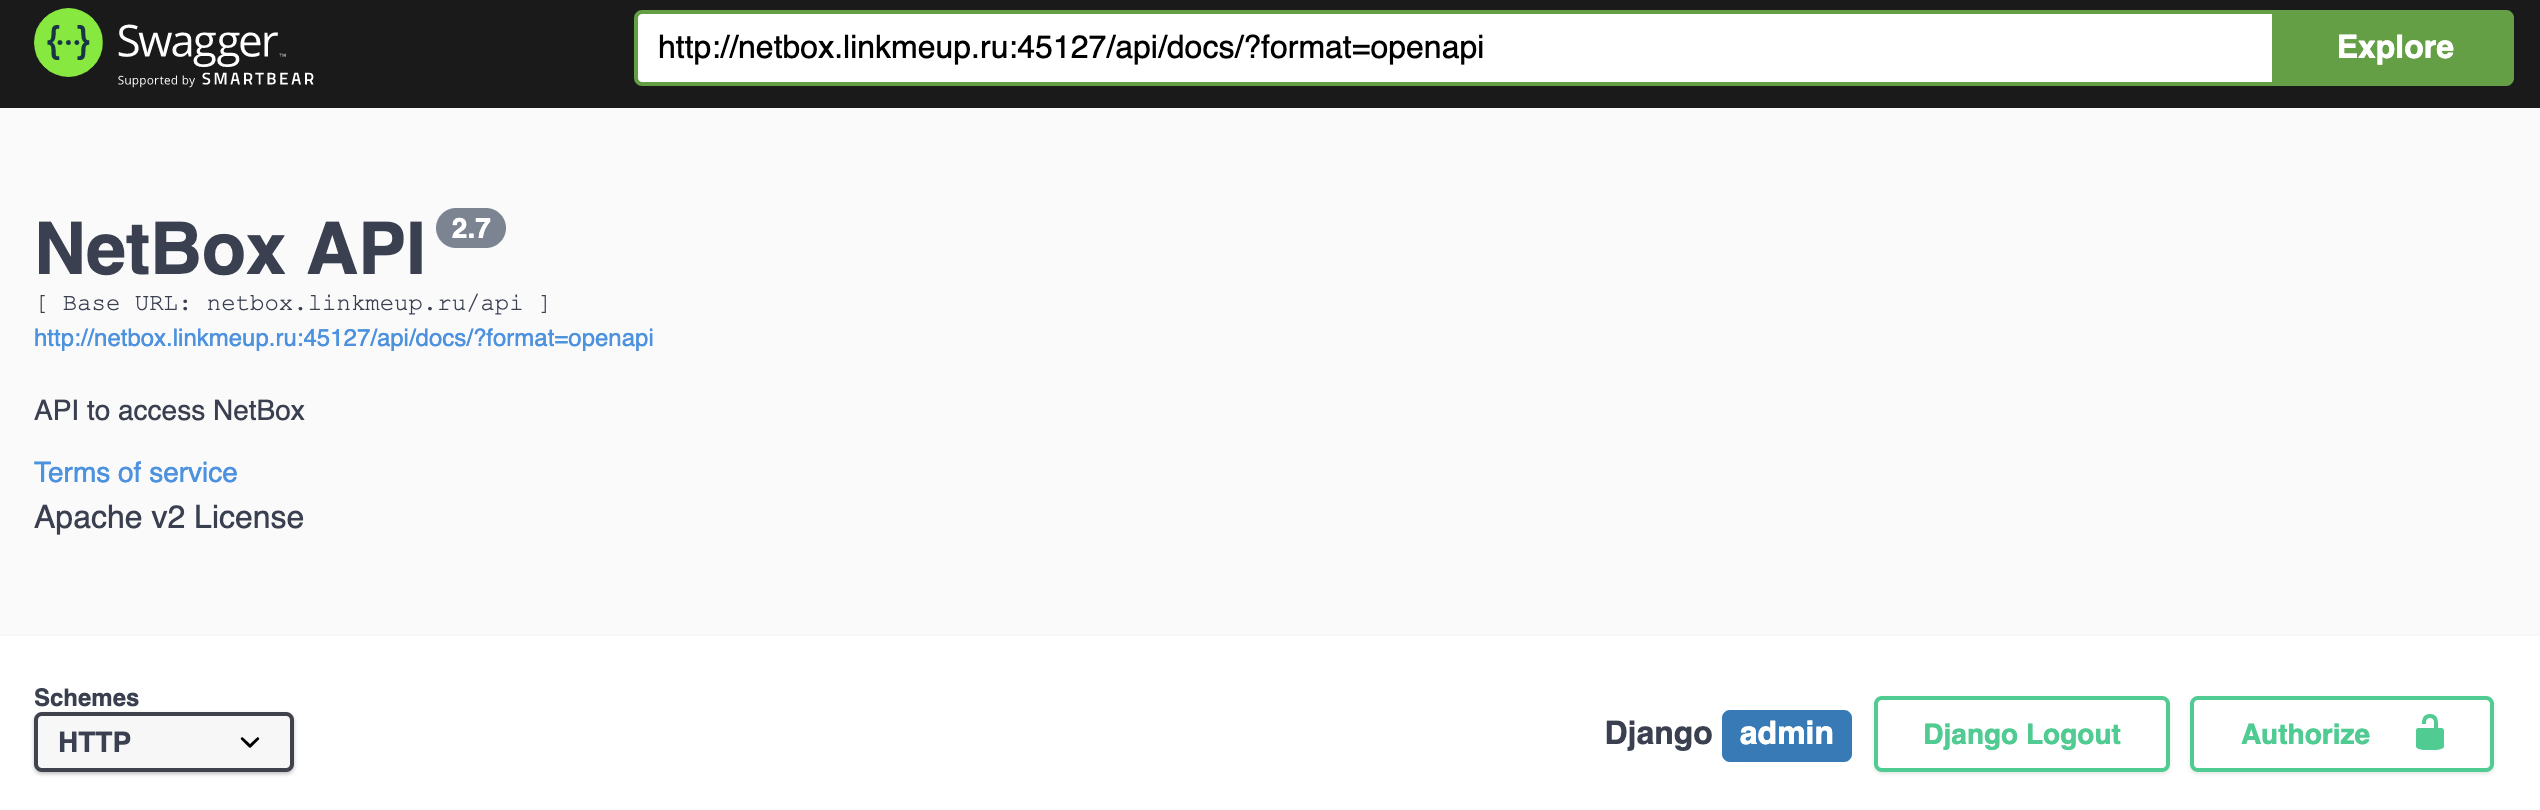 Swagger™
Supported by SMARTBEAR
http://netbox.linkmeup.ru:45127/api/docs/?format=openapi
Explore
NetBox API 2.7
[ Base URL: netbox.linkmeup.ru/api ]
http://netbox.linkmeup.ru:45127/api/docs/?format=openapi
API to access NetBox
Terms of service
Apache v2 License
Schemes
HTTP
Django admin
Django Logout
Authorize